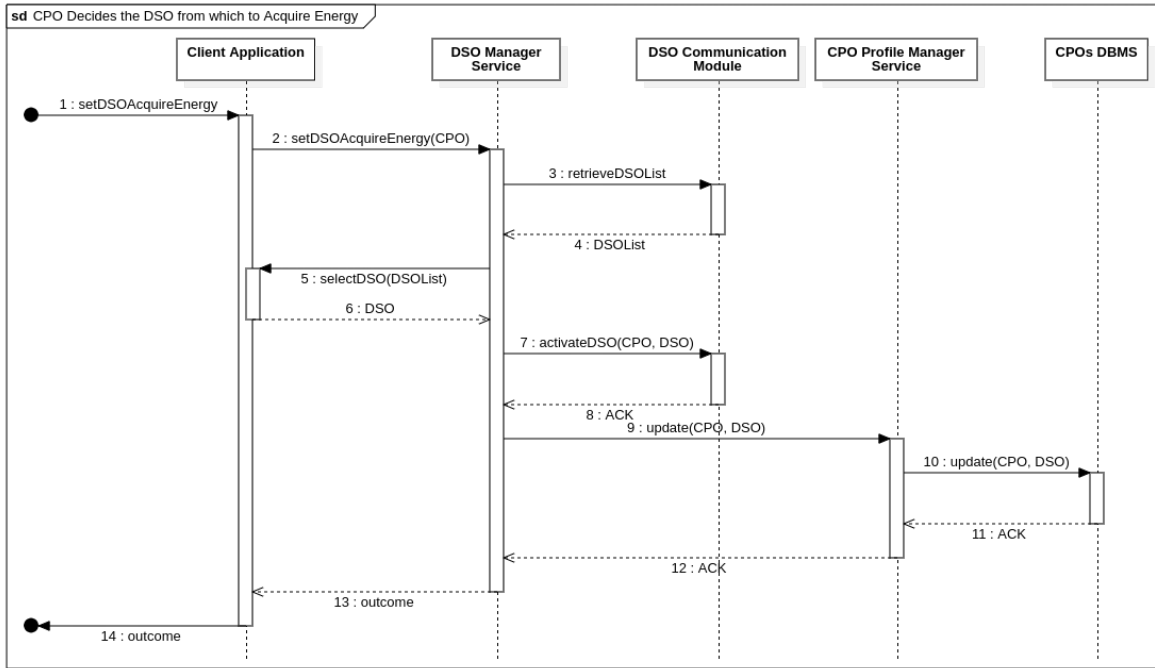 sd CPO Decides the DSO from which to Acquire Energy
Client Application
DSO Manager
Service
DSO Communication
Module
CPO Profile Manager
Service
CPOs DBMS
1 : setDSOAcquireEnergy
2 : setDSOAcquireEnergy(CPO)
3 : retrieveDSOList
4 : DSOList
5 : selectDSO(DSOList)
6 : DSO
7 : activateDSO(CPO, DSO)
8 : ACK
9 : update(CPO, DSO)
10 : update(CPO, DSO)
11 : ACK
12 : ACK
13 : outcome
14 : outcome